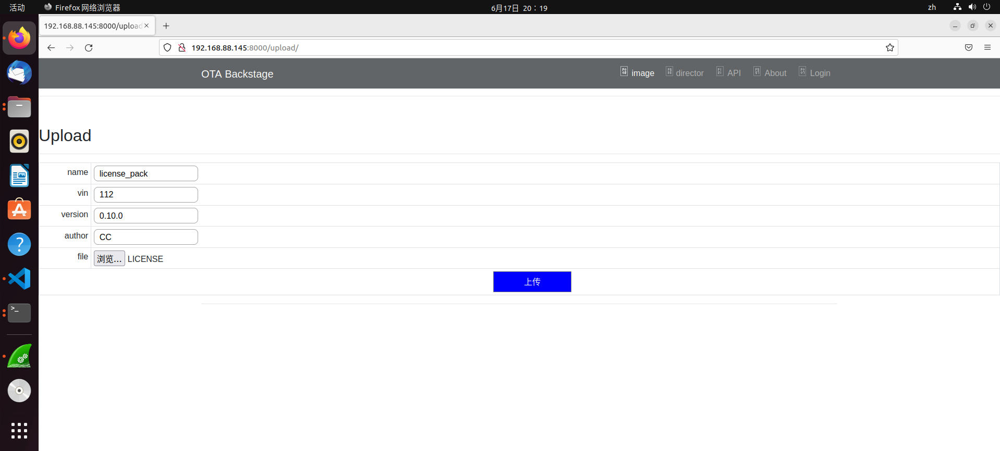 活动 Firefox 网络浏览器 6月17日 20：19 zh
192.168.88.145:8000/upload
192.168.88.145:8000/upload/
OTA Backstage image director API About Login
Upload
name license_pack
vin 112
version 0.10.0
author CC
file 浏览… LICENSE
上传